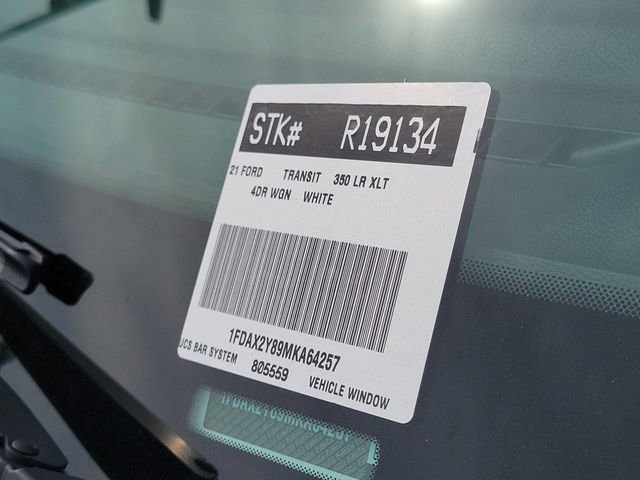 STK# R19134
21 FORD TRANSIT 350 LR XLT
4DR WGN WHITE
1FDAX2Y89MKA64257
JCS BAR SYSTEM 805559 VEHICLE WINDOW